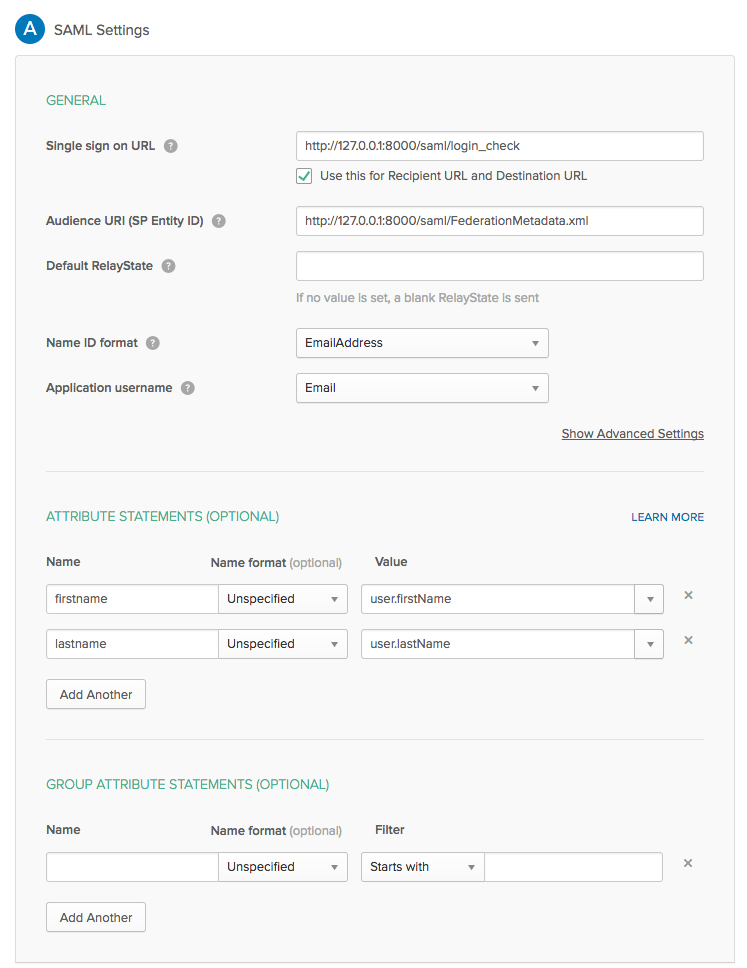 A SAML Settings
GENERAL
Single sign on URL ?
http://127.0.0.1:8000/saml/login_check
Use this for Recipient URL and Destination URL
Audience URI (SP Entity ID) ?
http://127.0.0.1:8000/saml/FederationMetadata.xml
Default RelayState ?
If no value is set, a blank RelayState is sent
Name ID format ?
EmailAddress
Application username ?
Email
Show Advanced Settings
ATTRIBUTE STATEMENTS (OPTIONAL) LEARN MORE
Name Name format (optional) Value
firstname Unspecified user.firstName
lastname Unspecified user.lastName
Add Another
GROUP ATTRIBUTE STATEMENTS (OPTIONAL)
Name Name format (optional) Filter
Unspecified Starts with
Add Another